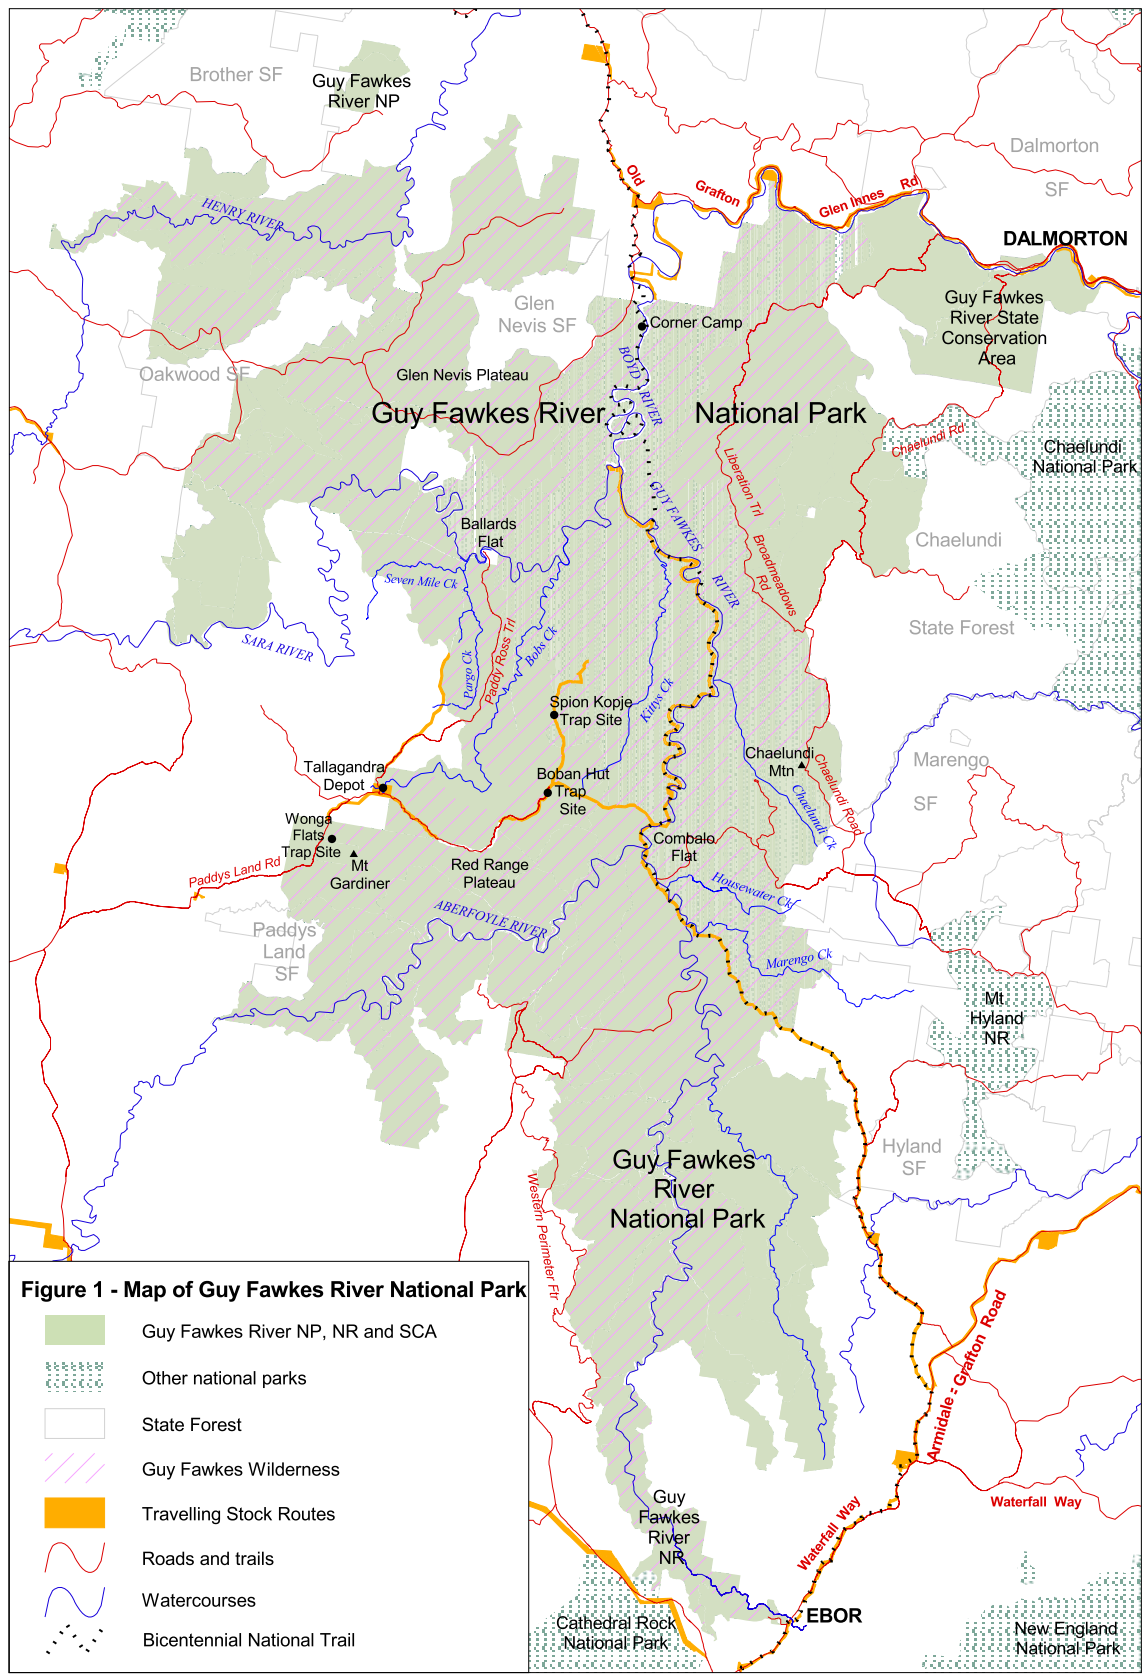 Brother SF
Guy Fawkes
River NP
Dalmorton
SF
Old
Grafton
Glen Innes
Rd
HENRY RIVER
DALMORTON
Glen
Nevis SF
Guy Fawkes
River State
Conservation
Area
Corner Camp
BOYD
RIVER
Oakwood SF
Glen Nevis Plateau
Guy Fawkes River
National Park
Chaelundi Rd
Chaelundi
National Park
Liberation Trl
GUY FAWKES
RIVER
Ballards
Flat
Chaelundi
State Forest
Broadmeadows
Rd
Seven Mile Ck
SARA RIVER
Pargo Ck
Paddy Ross Trl
Bobs Ck
Kittys Ck
Spion Kopje
Trap Site
Tallagandra
Depot
Boban Hut
Trap
Site
Chaelundi
Mtn
Chaelundi Road
Chaelundi Ck
Marengo
SF
Wonga
Flats
Trap Site
Mt
Gardiner
Paddys Land Rd
Red Range
Plateau
Combalo
Flat
Housewater Ck
ABERFOYLE RIVER
Paddys
Land
SF
Marengo Ck
Mt
Hyland
NR
Hyland
SF
Guy Fawkes
River
National Park
Western Perimeter Ftr
Armidale - Grafton Road
Waterfall Way
Waterfall Way
Guy
Fawkes
River
NR
EBOR
Cathedral Rock
National Park
New England
National Park
Figure 1 - Map of Guy Fawkes River National Park
Guy Fawkes River NP, NR and SCA
Other national parks
State Forest
Guy Fawkes Wilderness
Travelling Stock Routes
Roads and trails
Watercourses
Bicentennial National Trail